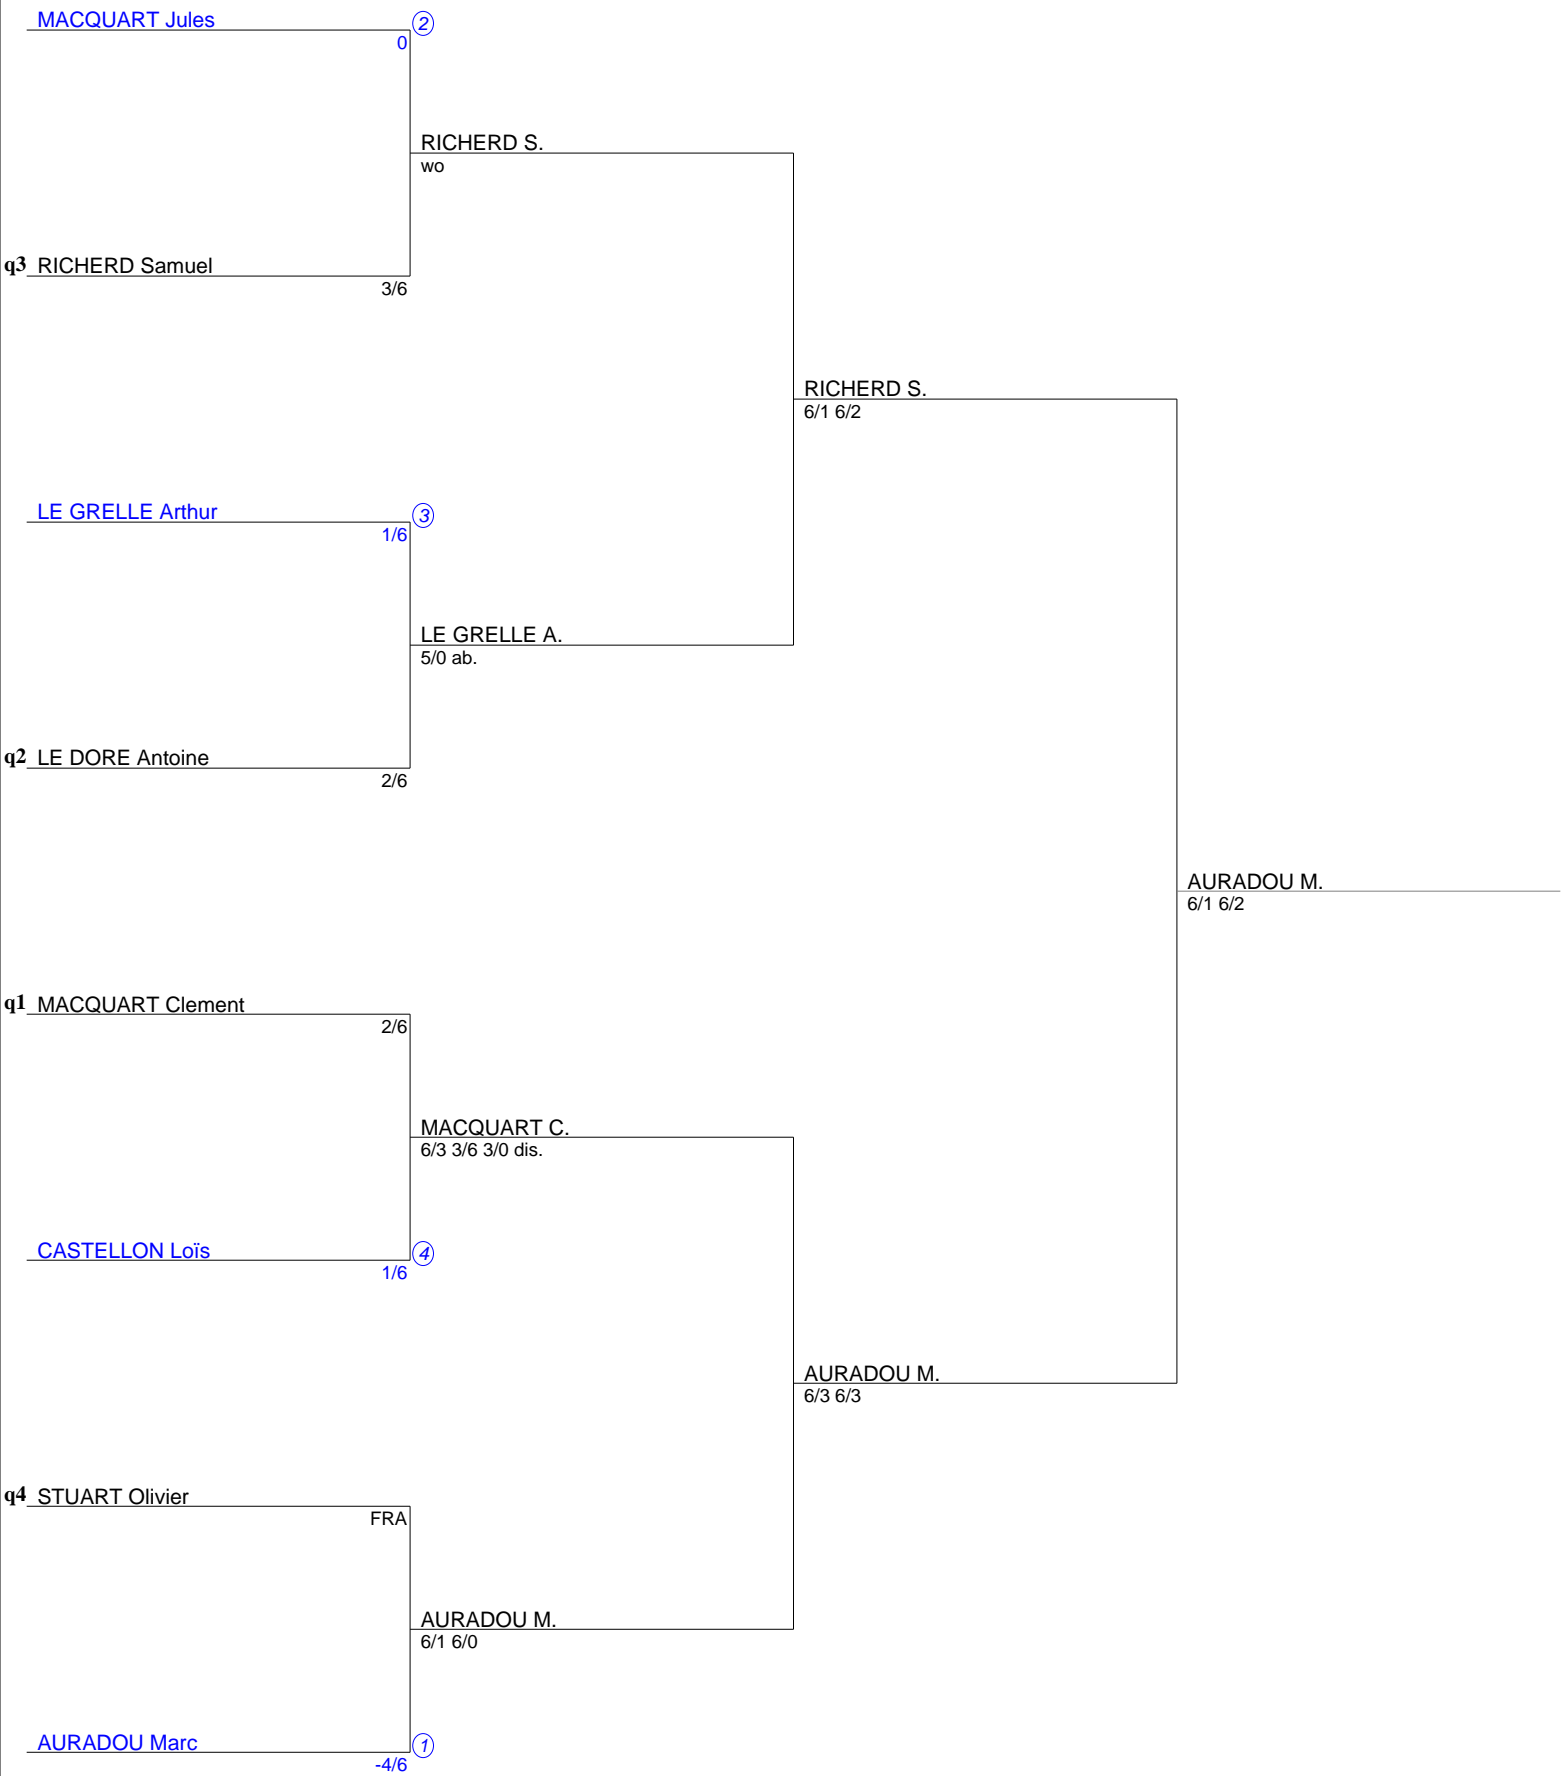 MACQUART Jules
2
0
RICHERD S.
wo
q3 RICHERD Samuel
3/6
RICHERD S.
6/1 6/2
LE GRELLE Arthur
3
1/6
LE GRELLE A.
5/0 ab.
q2 LE DORE Antoine
2/6
AURADOU M.
6/1 6/2
q1 MACQUART Clement
2/6
MACQUART C.
6/3 3/6 3/0 dis.
CASTELLON Loïs
4
1/6
AURADOU M.
6/3 6/3
q4 STUART Olivier
FRA
AURADOU M.
6/1 6/0
AURADOU Marc
1
-4/6